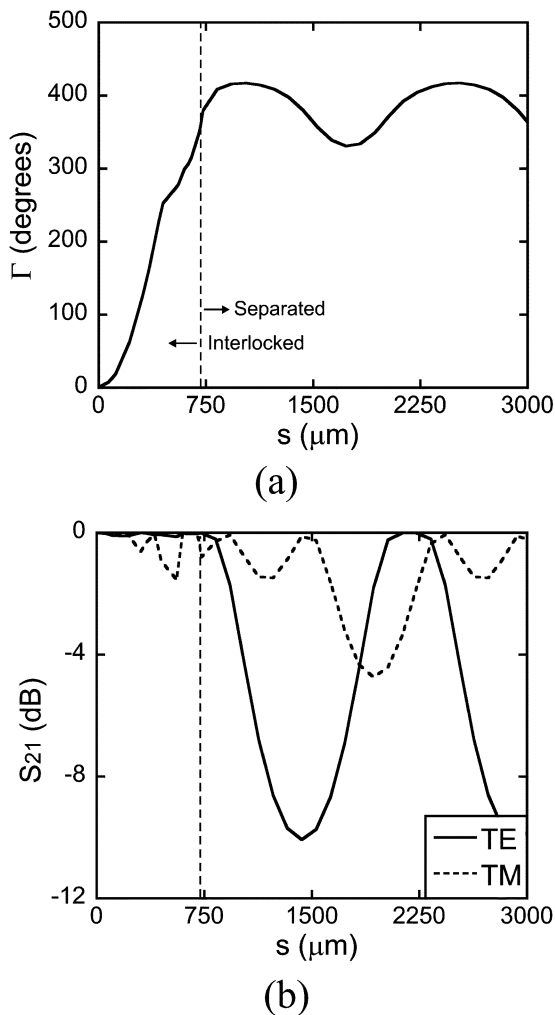 500
400
300
200
100
0
Γ (degrees)
Separated
Interlocked
0 750 1500 2250 3000
s (μm)
(a)
0
-4
-8
-12
S21 (dB)
TE
TM
0 750 1500 2250 3000
s (μm)
(b)